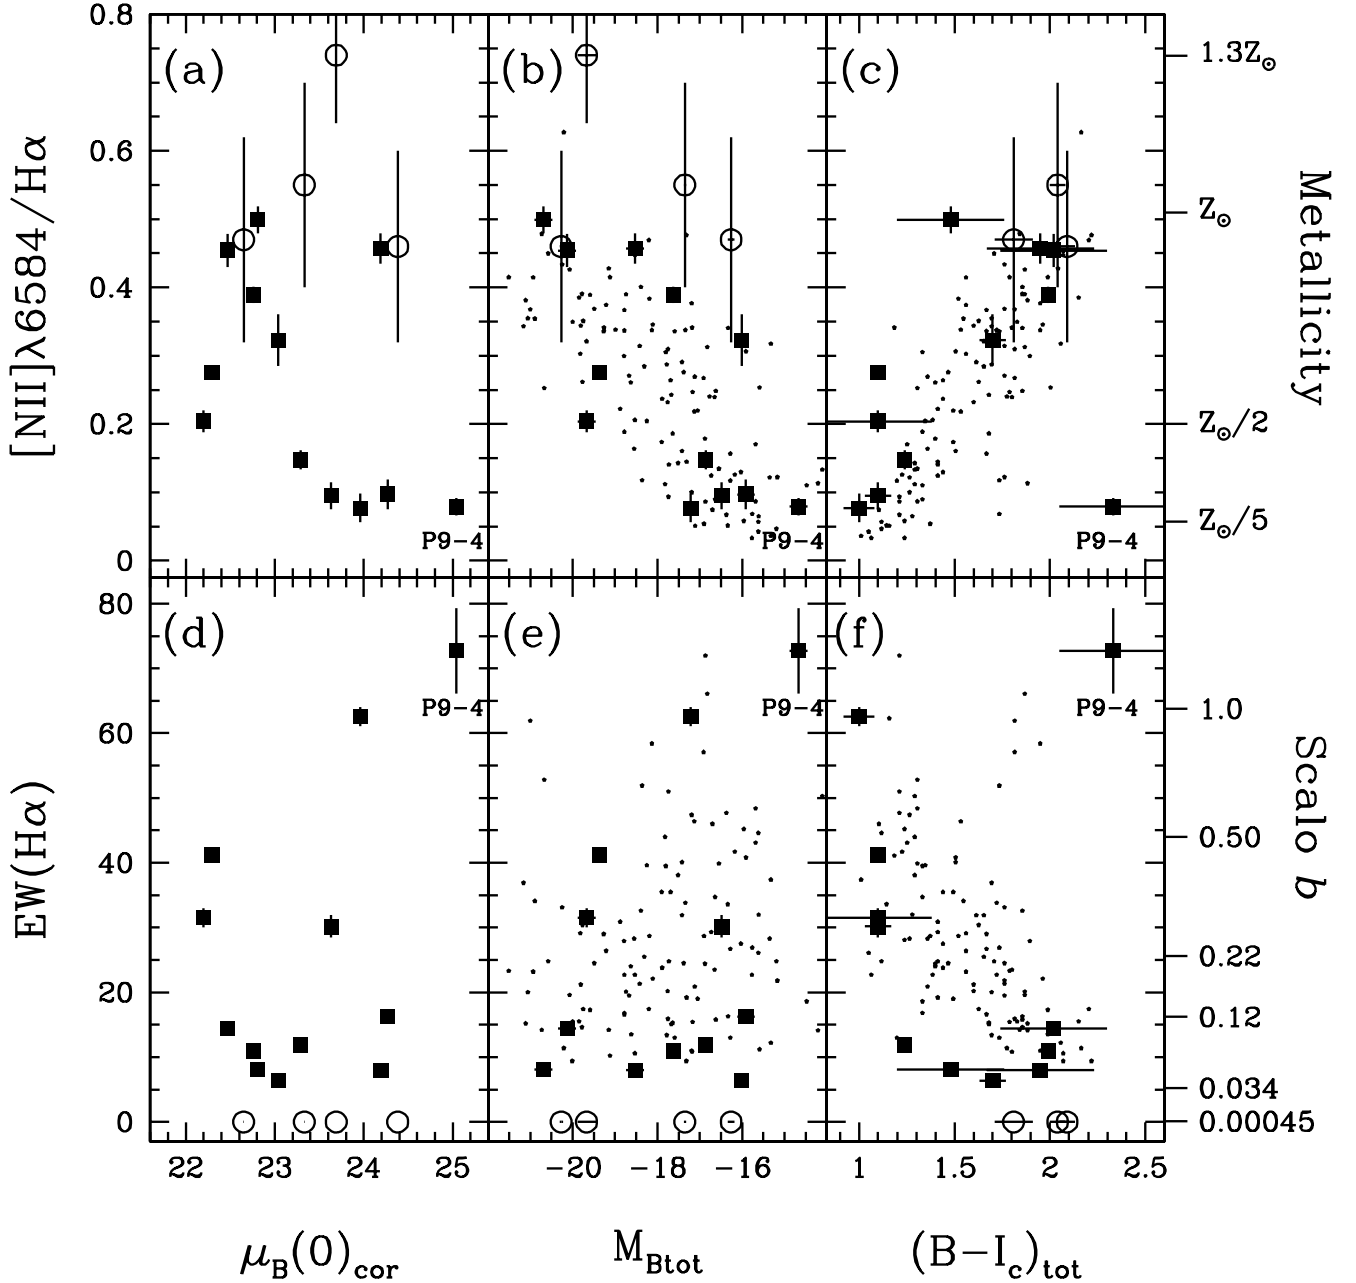 (a) (b) (c)
[NII]λ6584/Hα
0.8
0.6
0.4
0.2
0
1.3Z⊙
Z⊙
Z⊙/2
Z⊙/5
Metallicity
P9-4 P9-4 P9-4
(d) (e) (f)
EW(Hα)
80
60
40
20
0
P9-4 P9-4 P9-4
1.0
0.50
0.22
0.12
0.034
0.00045
Scalo b
22 23 24 25 -20 -18 -16 1 1.5 2 2.5
μB(0)cor MBtot (B-Ic)tot